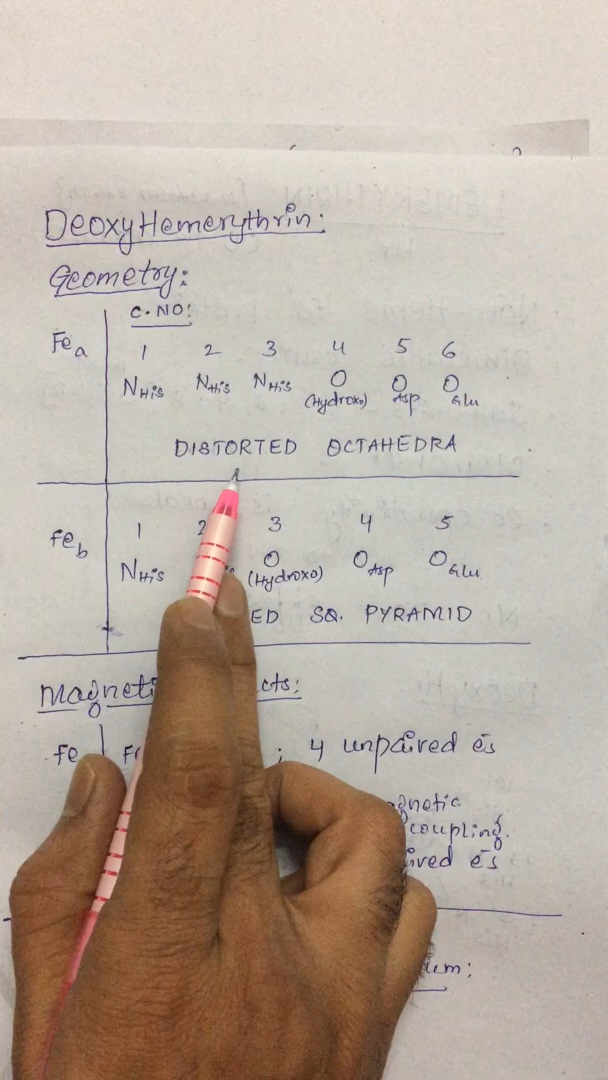 DeoxyHemerythrin:
Geometry:
C.NO:
Fea 1 2 3 4 5 6
NHis NHis NHis O O O
(Hydroxo) Asp Glu
DISTORTED OCTAHEDRA
Feb 1 2 3 4 5
NHis O OAsp OGlu
(Hydroxo)
ED SQ. PYRAMID
Magneti cts:
Fe ; 4 unpaired es
gnetic
coupling.
ired es
um: